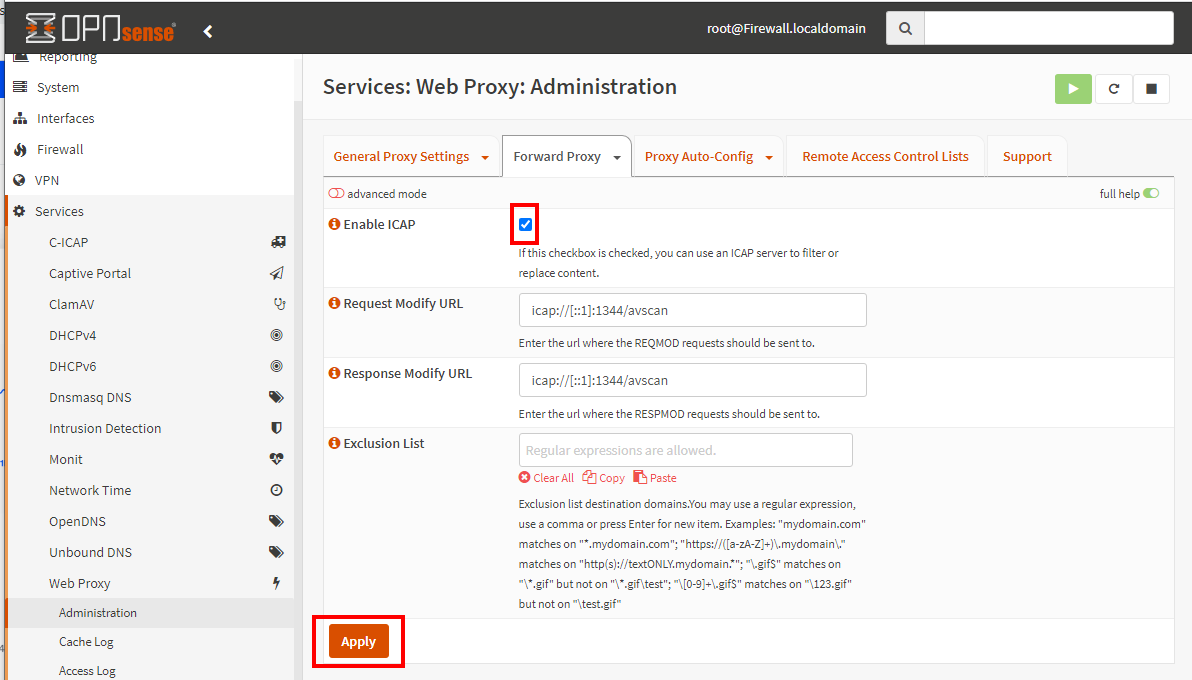 OPNsense
root@Firewall.localdomain
Reporting
System
Interfaces
Firewall
VPN
Services
C-ICAP
Captive Portal
ClamAV
DHCPv4
DHCPv6
Dnsmasq DNS
Intrusion Detection
Monit
Network Time
OpenDNS
Unbound DNS
Web Proxy
Administration
Cache Log
Access Log
Services: Web Proxy: Administration
General Proxy Settings
Forward Proxy
Proxy Auto-Config
Remote Access Control Lists
Support
advanced mode
full help
Enable ICAP
If this checkbox is checked, you can use an ICAP server to filter or
replace content.
Request Modify URL
icap://[::1]:1344/avscan
Enter the url where the REQMOD requests should be sent to.
Response Modify URL
icap://[::1]:1344/avscan
Enter the url where the RESPMOD requests should be sent to.
Exclusion List
Regular expressions are allowed.
Clear All Copy Paste
Exclusion list destination domains.You may use a regular expression,
use a comma or press Enter for new item. Examples: "mydomain.com"
matches on "*.mydomain.com"; "https://([a-zA-Z]+)\.mydomain\."
matches on "http(s)://textONLY.mydomain.*"; "\.gif$" matches on
"\*.gif" but not on "\*.gif\test"; "\[0-9]+\.gif$" matches on "\123.gif"
but not on "\test.gif"
Apply